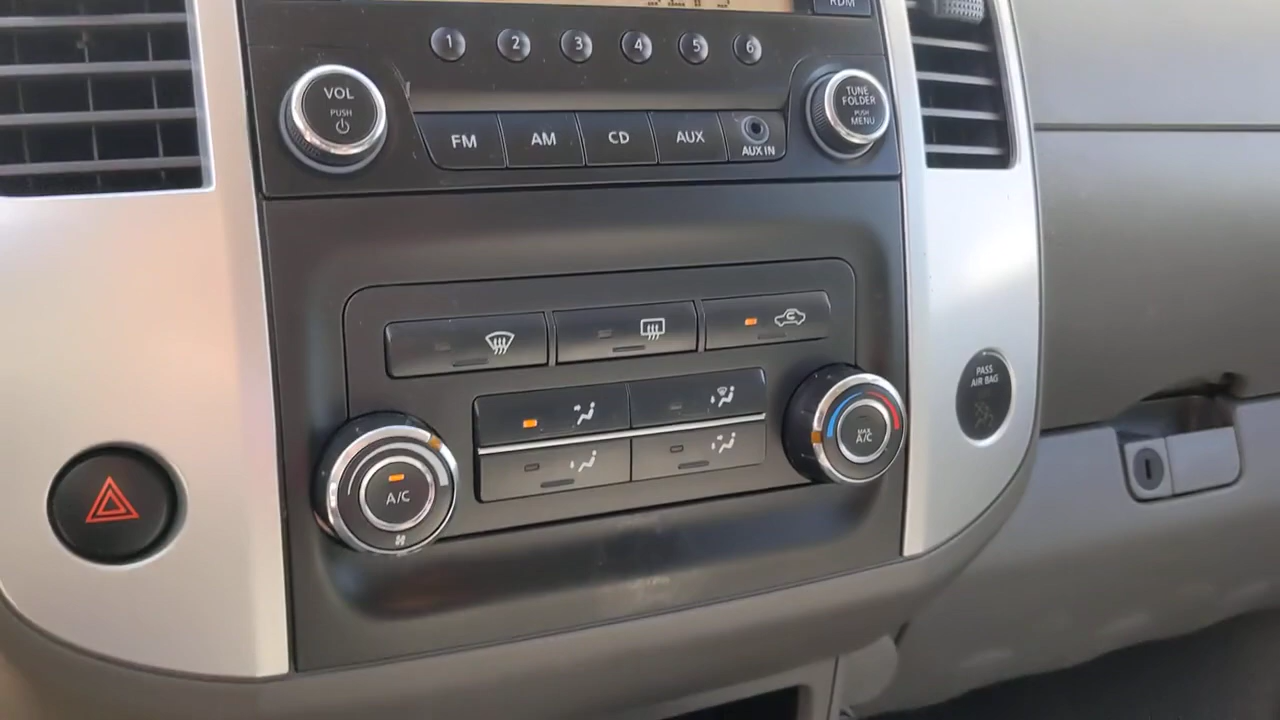 RDM
1 2 3 4 5 6
VOL
PUSH
TUNE
FOLDER
PUSH
MENU
FM AM CD AUX
AUX IN
PASS
AIR BAG
MAX
A/C
A/C